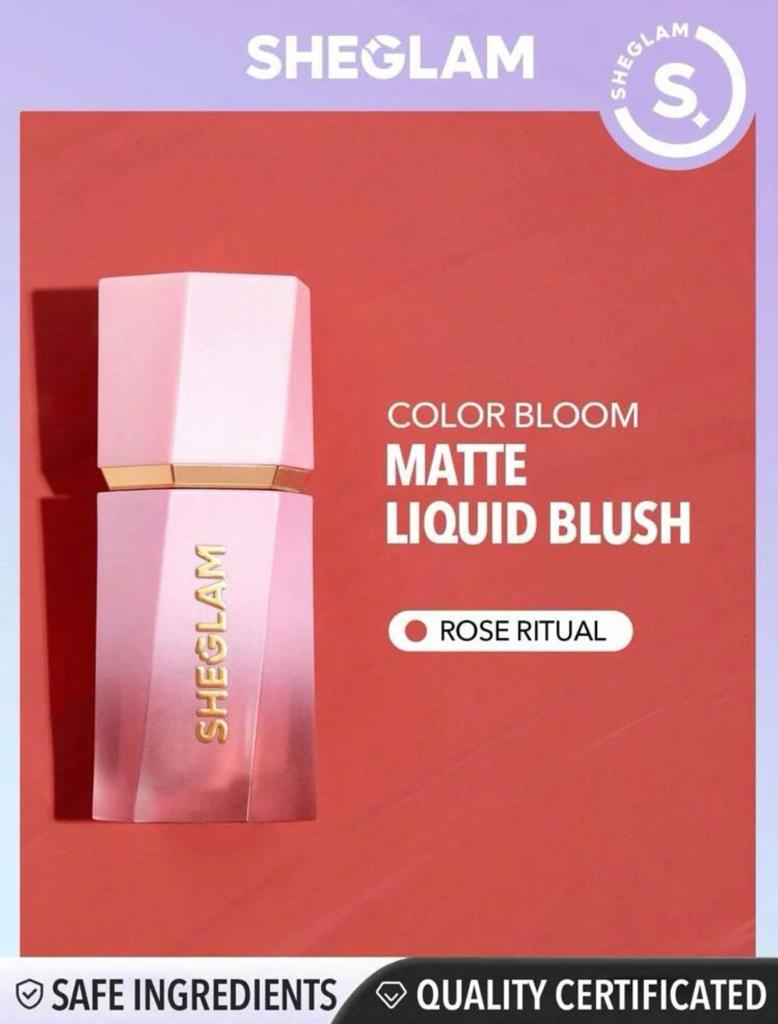 SHEGLAM
SHEGLAM
S
COLOR BLOOM
MATTE
LIQUID BLUSH
ROSE RITUAL
SHEGLAM
SAFE INGREDIENTS
QUALITY CERTIFICATED